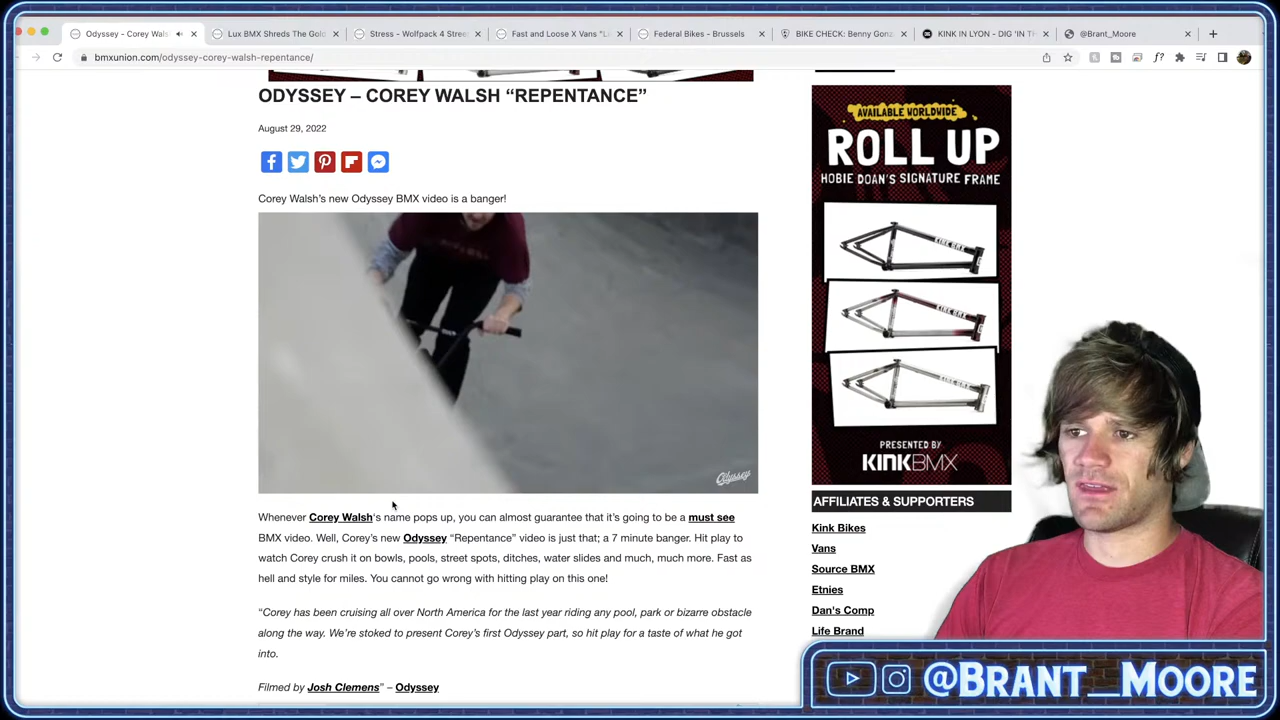 Odyssey - Corey Wals
Lux BMX Shreds The Gol
Stress - Wolfpack 4 Stree
Fast and Loose X Vans "L
Federal Bikes - Brussels
BIKE CHECK: Benny Gon
KINK IN LYON - DIG 'IN TH
@Brant_Moore
bmxunion.com/odyssey-corey-walsh-repentance/
ODYSSEY – COREY WALSH “REPENTANCE”
August 29, 2022
Corey Walsh’s new Odyssey BMX video is a banger!
Odyssey
Whenever Corey Walsh‘s name pops up, you can almost guarantee that it’s going to be a must see
BMX video. Well, Corey’s new Odyssey “Repentance” video is just that; a 7 minute banger. Hit play to
watch Corey crush it on bowls, pools, street spots, ditches, water slides and much, much more. Fast as
hell and style for miles. You cannot go wrong with hitting play on this one!
“Corey has been cruising all over North America for the last year riding any pool, park or bizarre obstacle
along the way. We’re stoked to present Corey’s first Odyssey part, so hit play for a taste of what he got
into.
Filmed by Josh Clemens” – Odyssey
AVAILABLE WORLDWIDE
ROLL UP
HOBIE DOAN'S SIGNATURE FRAME
KINK BMX
KINK BMX
KINK BMX
PRESENTED BY
KINKBMX
AFFILIATES & SUPPORTERS
Kink Bikes
Vans
Source BMX
Etnies
Dan's Comp
Life Brand
@Brant_Moore